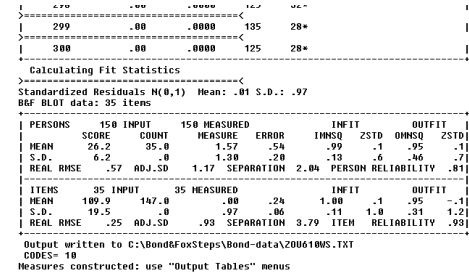 | 298 .00 .0000 125 32* |
>=====================<
| 299 .00 .0000 135 28* |
>=====================<
| 300 .00 .0000 125 28* |
Calculating Fit Statistics
>=====================<
Standardized Residuals N(0,1) Mean: .01 S.D.: .97
B&F BLOT data: 35 items
| PERSONS 150 INPUT 150 MEASURED INFIT OUTFIT |
| SCORE COUNT MEASURE ERROR IMNSQ ZSTD OMNSQ ZSTD|
| MEAN 26.2 35.0 1.57 .54 .99 .1 .95 .1|
| S.D. 6.2 .0 1.30 .20 .13 .6 .46 .7|
| REAL RMSE .57 ADJ.SD 1.17 SEPARATION 2.04 PERSON RELIABILITY .81|
| ITEMS 35 INPUT 35 MEASURED INFIT OUTFIT |
| MEAN 109.9 147.0 .00 .24 1.00 .1 .95 -.1|
| S.D. 19.5 .0 .97 .06 .11 1.0 .31 1.2|
| REAL RMSE .25 ADJ.SD .93 SEPARATION 3.79 ITEM RELIABILITY .93|
Output written to C:\Bond&FoxSteps\Bond-data\ZOU610WS.TXT
CODES= 10
Measures constructed: use "Output Tables" menus